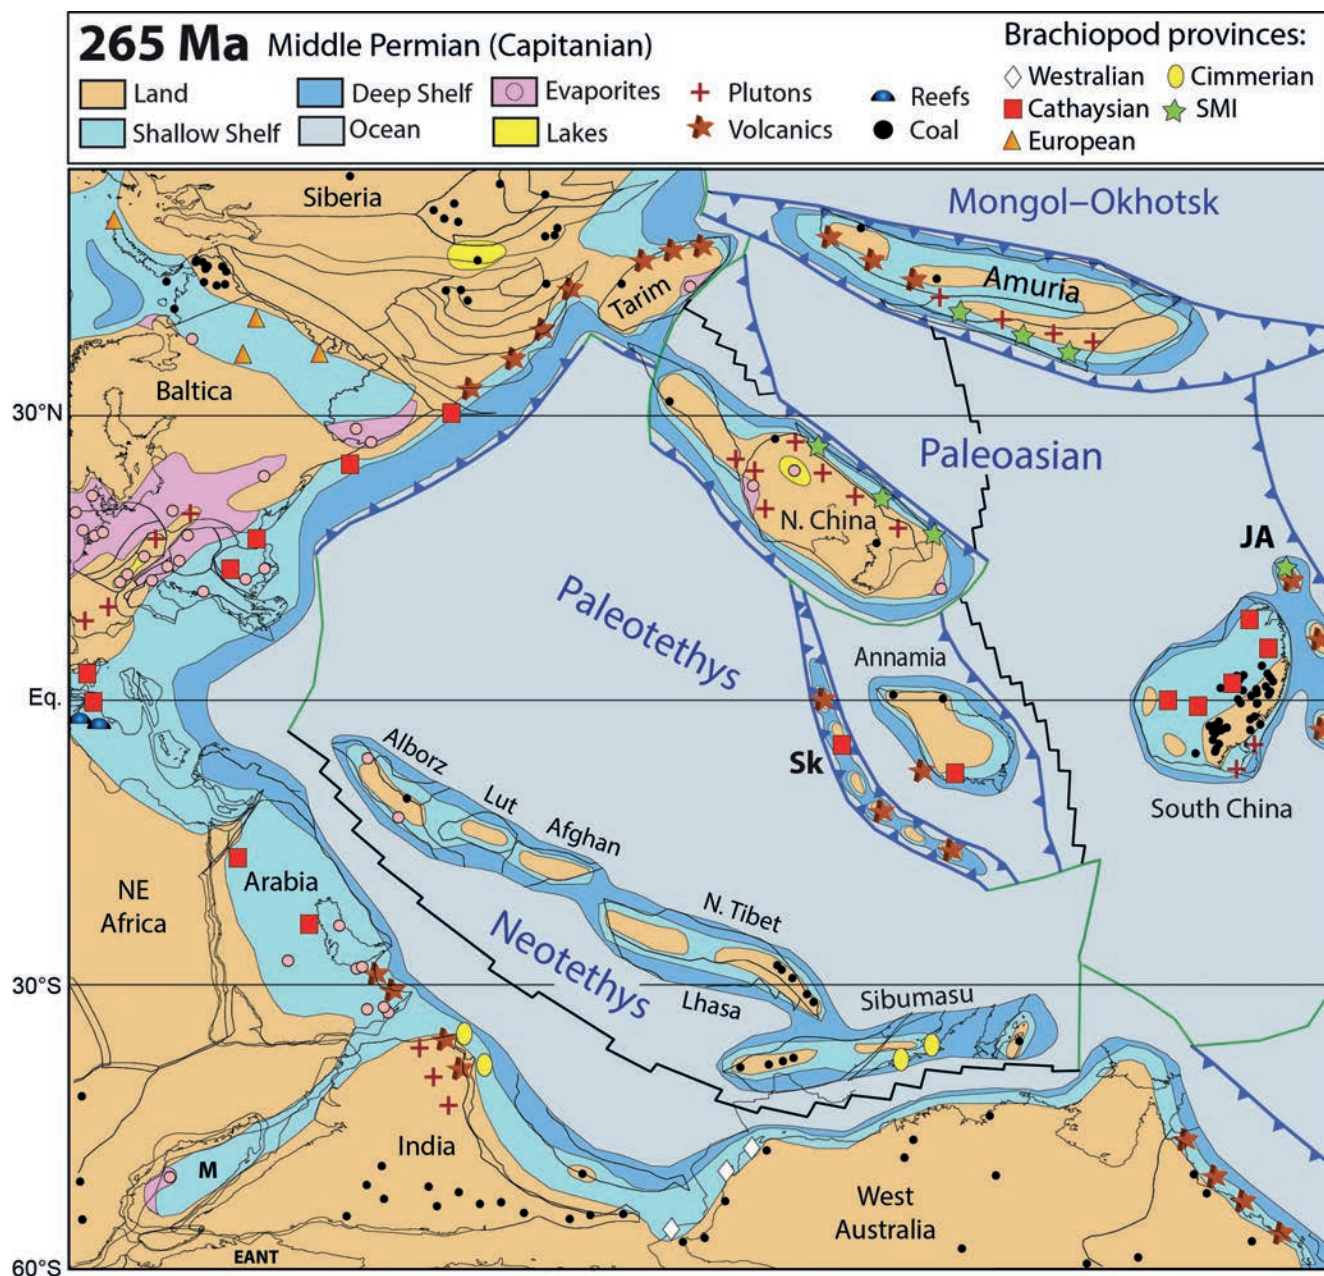 265 Ma Middle Permian (Capitanian)
Brachiopod provinces:
Land
Deep Shelf
Evaporites
Plutons
Reefs
Westralian
Cimmerian
Shallow Shelf
Ocean
Lakes
Volcanics
Coal
Cathaysian
SMI
European
Siberia
Mongol–Okhotsk
Tarim
Amuria
Baltica
30°N
Paleoasian
N. China
JA
Paleotethys
Annamia
Eq.
Alborz
Sk
Lut
South China
Afghan
NE
Africa
Arabia
N. Tibet
Neotethys
30°S
Lhasa
Sibumasu
India
M
West
Australia
EANT
60°S